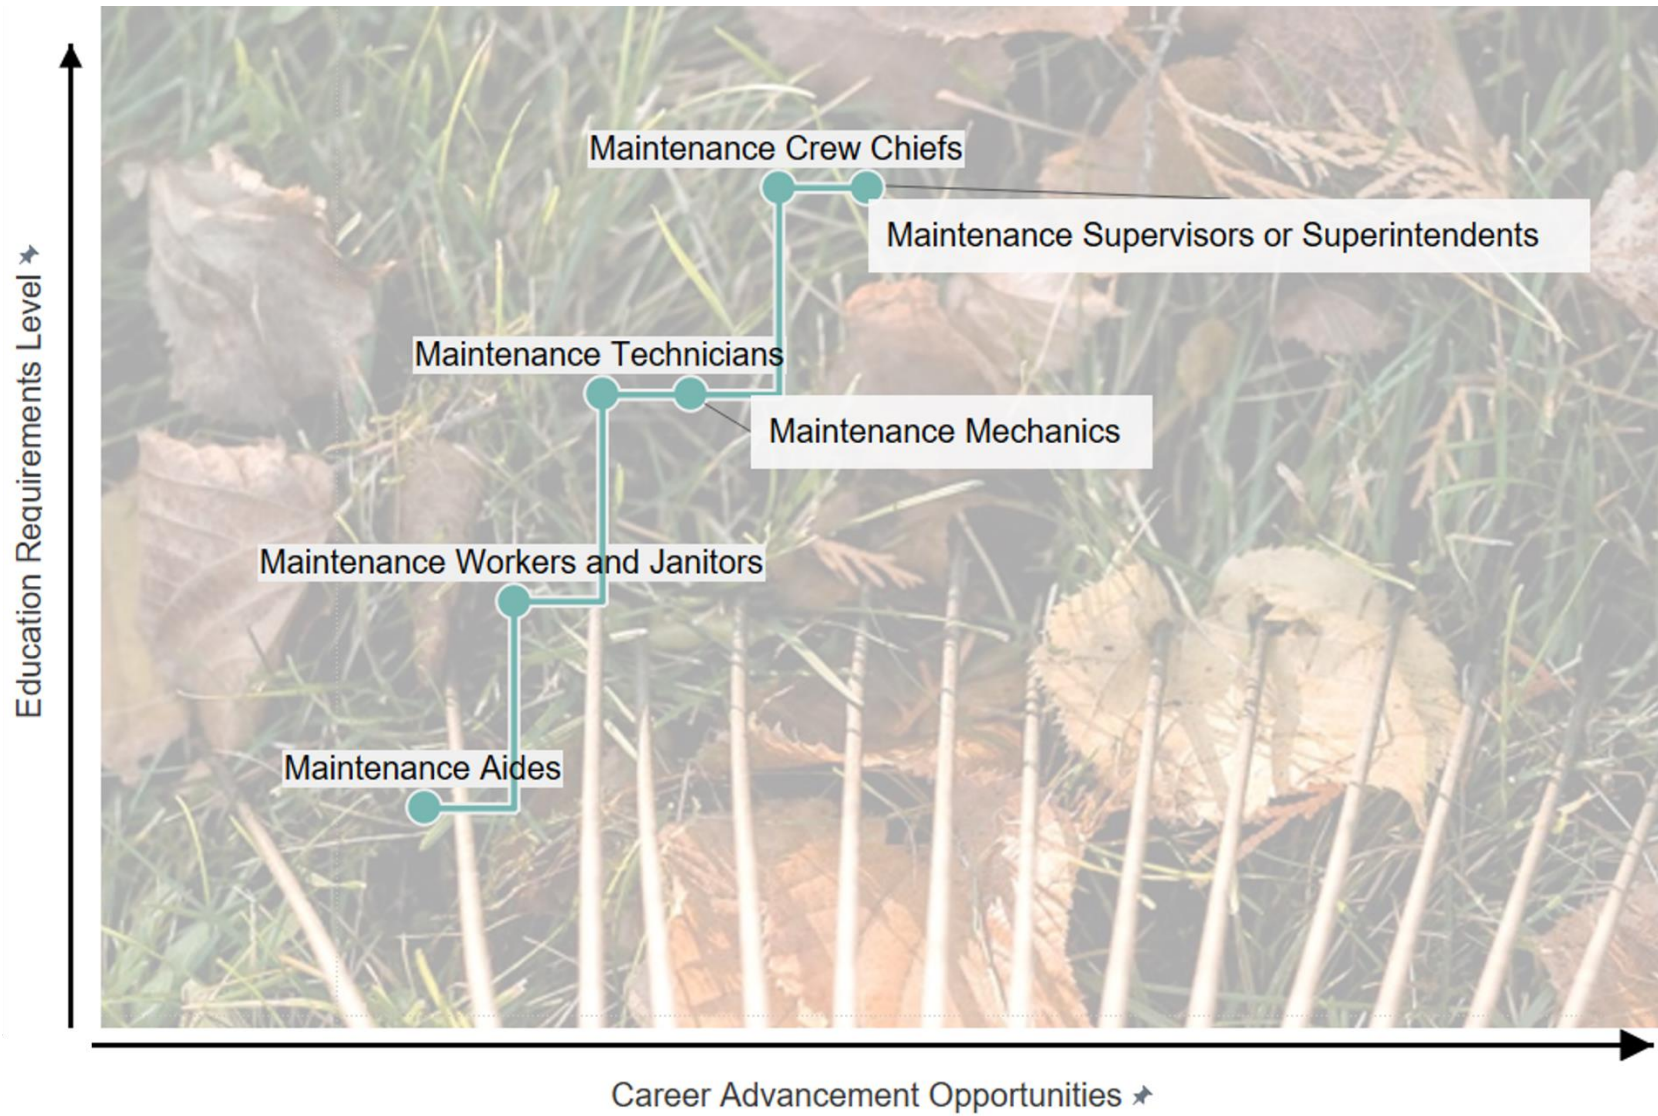 Maintenance Crew Chiefs
Maintenance Supervisors or Superintendents
Maintenance Technicians
Maintenance Mechanics
Maintenance Workers and Janitors
Maintenance Aides
Education Requirements Level
Career Advancement Opportunities